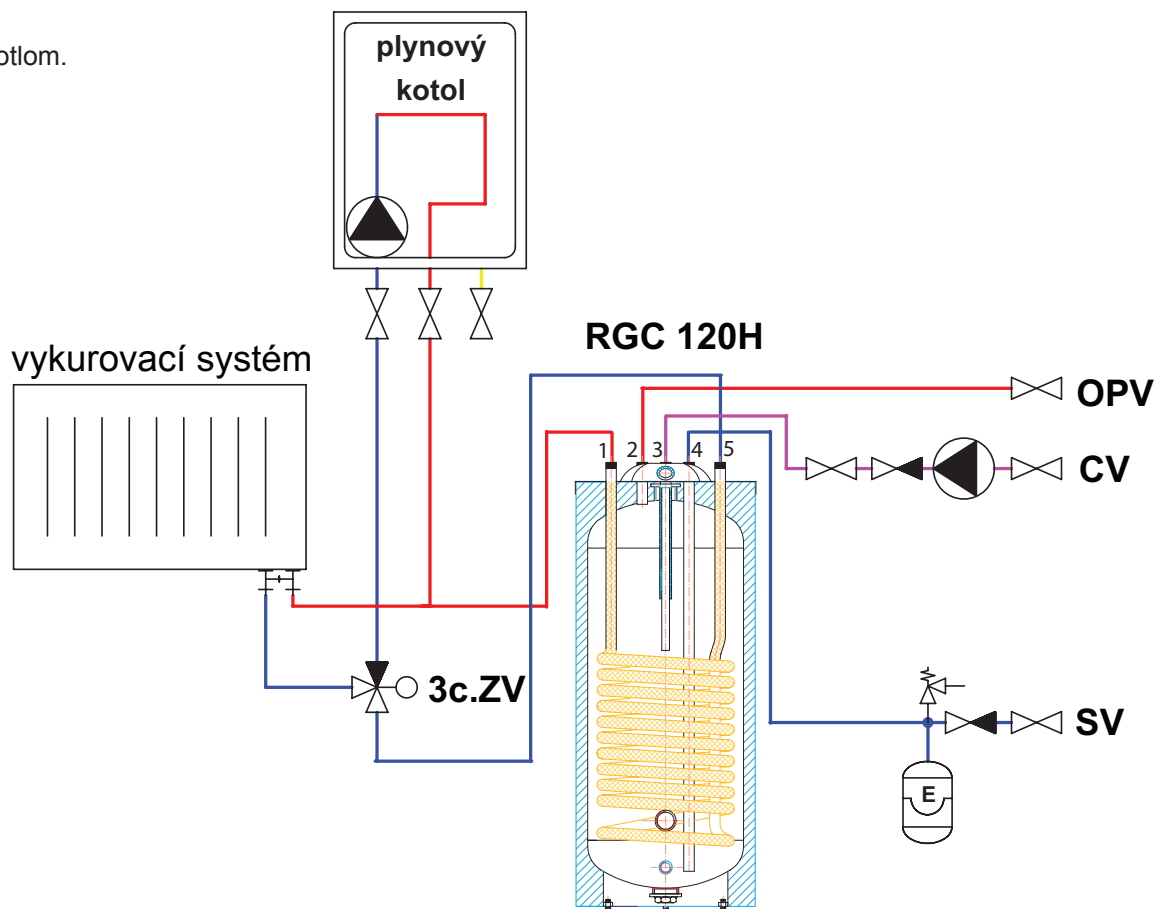 otlom.
plynový
kotol
RGC 120H
vykurovací systém
OPV
1 2 3 4 5
CV
3c.ZV
SV
E